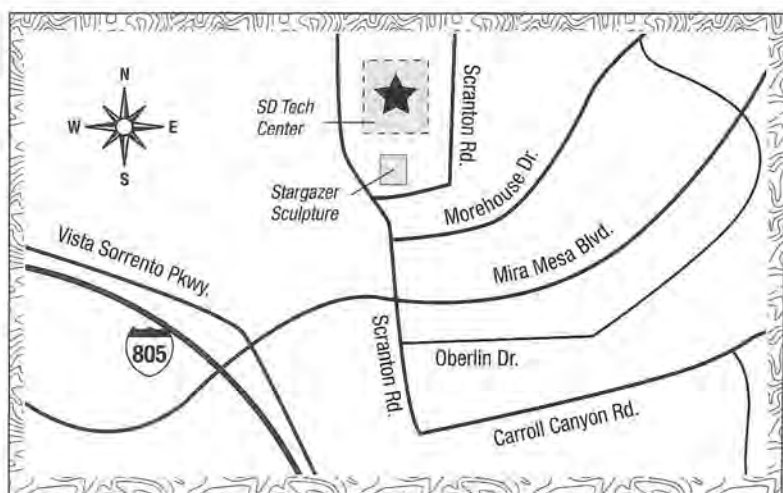 N
W
E
S
SD Tech
Center
Scranton Rd.
Stargazer
Sculpture
Morehouse Dr.
Vista Sorrento Pkwy.
Mira Mesa Blvd.
805
Scranton Rd.
Oberlin Dr.
Carroll Canyon Rd.